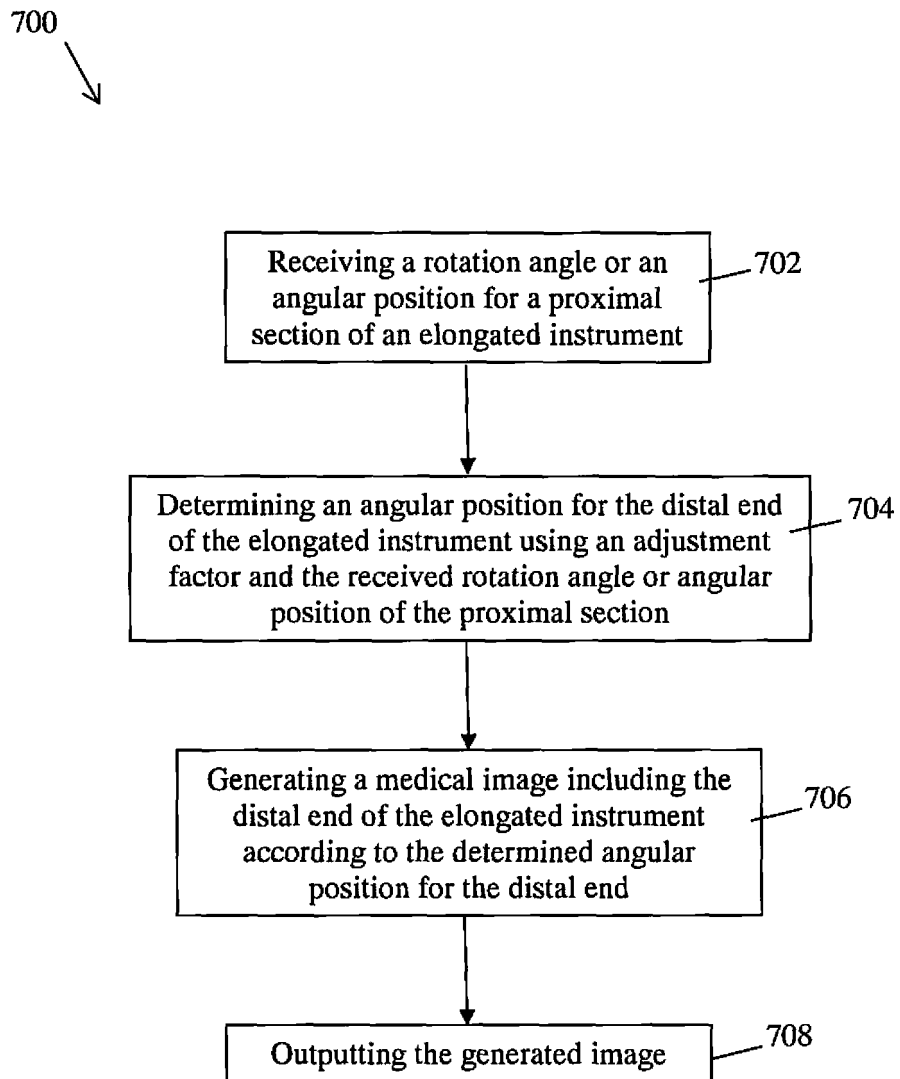 700
Receiving a rotation angle or an
angular position for a proximal
section of an elongated instrument
702
Determining an angular position for the distal end
of the elongated instrument using an adjustment
factor and the received rotation angle or angular
position of the proximal section
704
Generating a medical image including the
distal end of the elongated instrument
according to the determined angular
position for the distal end
706
Outputting the generated image
708